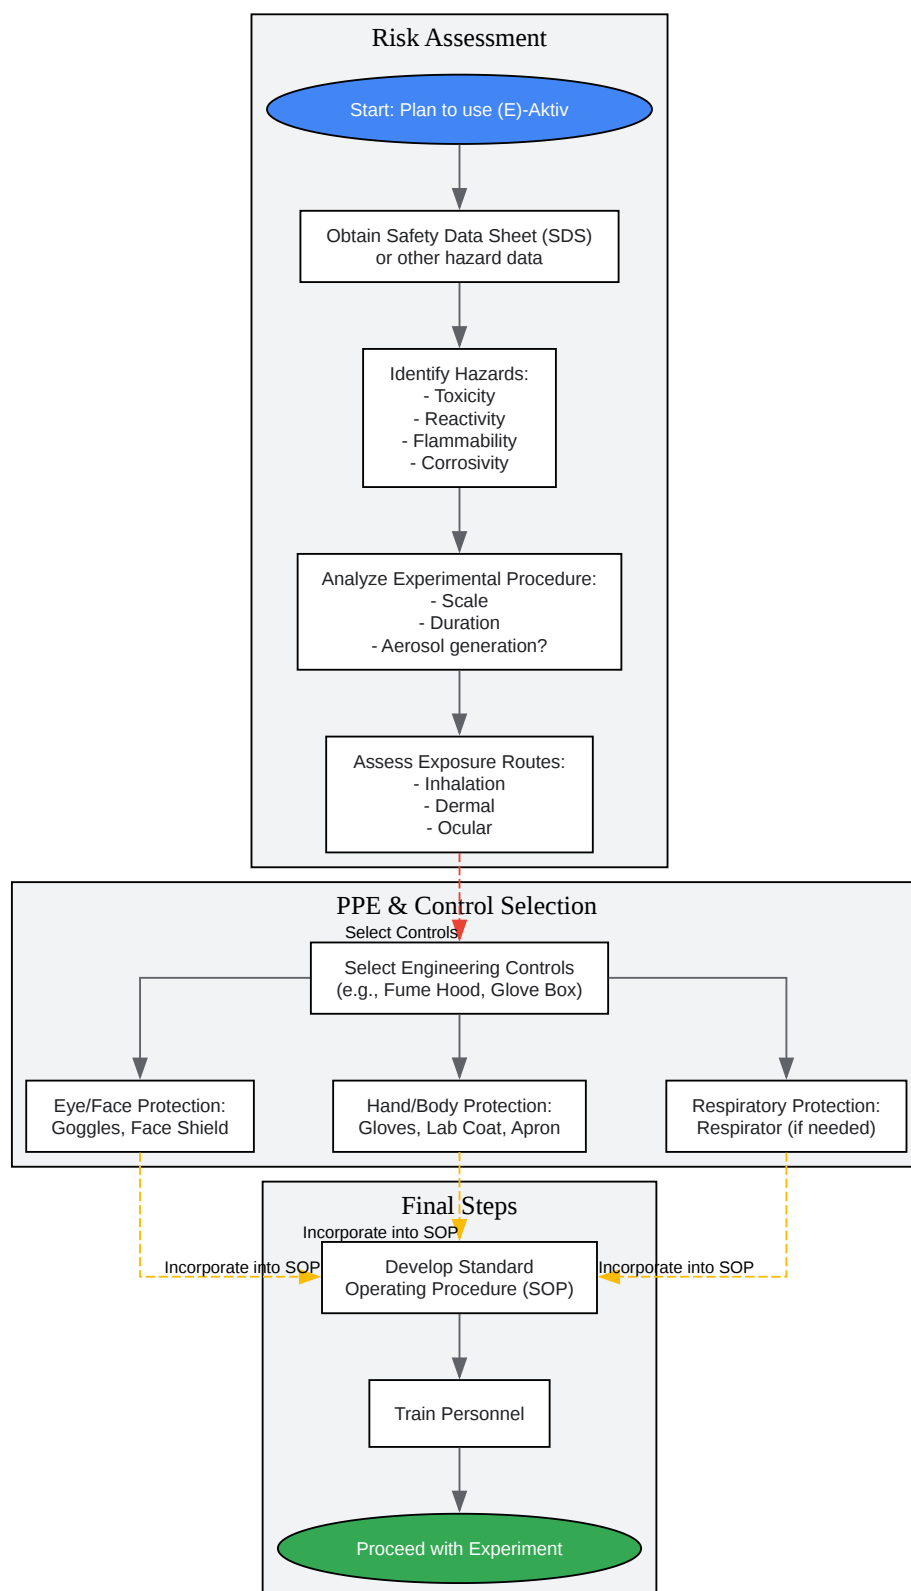 Risk Assessment
Start: Plan to use (E)-Aktiv
Obtain Safety Data Sheet (SDS)
or other hazard data
Identify Hazards:
- Toxicity
- Reactivity
- Flammability
- Corrosivity
Analyze Experimental Procedure:
- Scale
- Duration
- Aerosol generation?
Assess Exposure Routes:
- Inhalation
- Dermal
- Ocular
PPE & Control Selection
Select Controls
Select Engineering Controls
(e.g., Fume Hood, Glove Box)
Eye/Face Protection:
Goggles, Face Shield
Hand/Body Protection:
Gloves, Lab Coat, Apron
Respiratory Protection:
Respirator (if needed)
Final Steps
Incorporate into SOP
Incorporate into SOP
Incorporate into SOP
Develop Standard
Operating Procedure (SOP)
Train Personnel
Proceed with Experiment